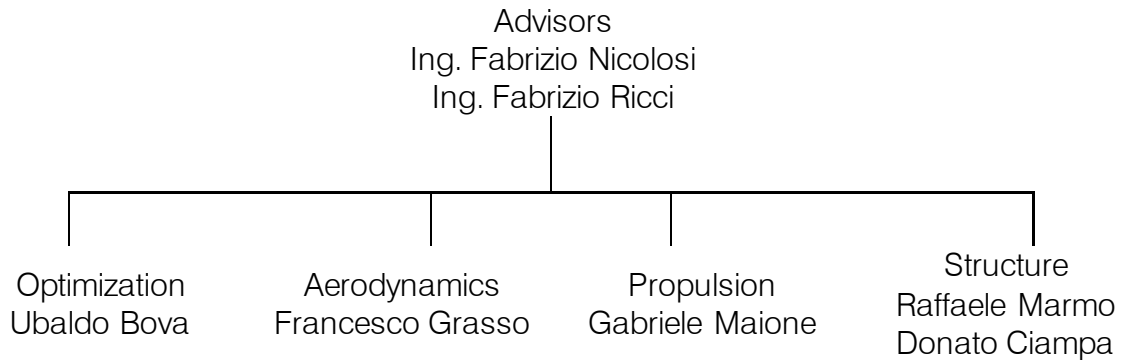 Advisors
Ing. Fabrizio Nicolosi
Ing. Fabrizio Ricci
Optimization
Ubaldo Bova
Aerodynamics
Francesco Grasso
Propulsion
Gabriele Maione
Structure
Raffaele Marmo
Donato Ciampa